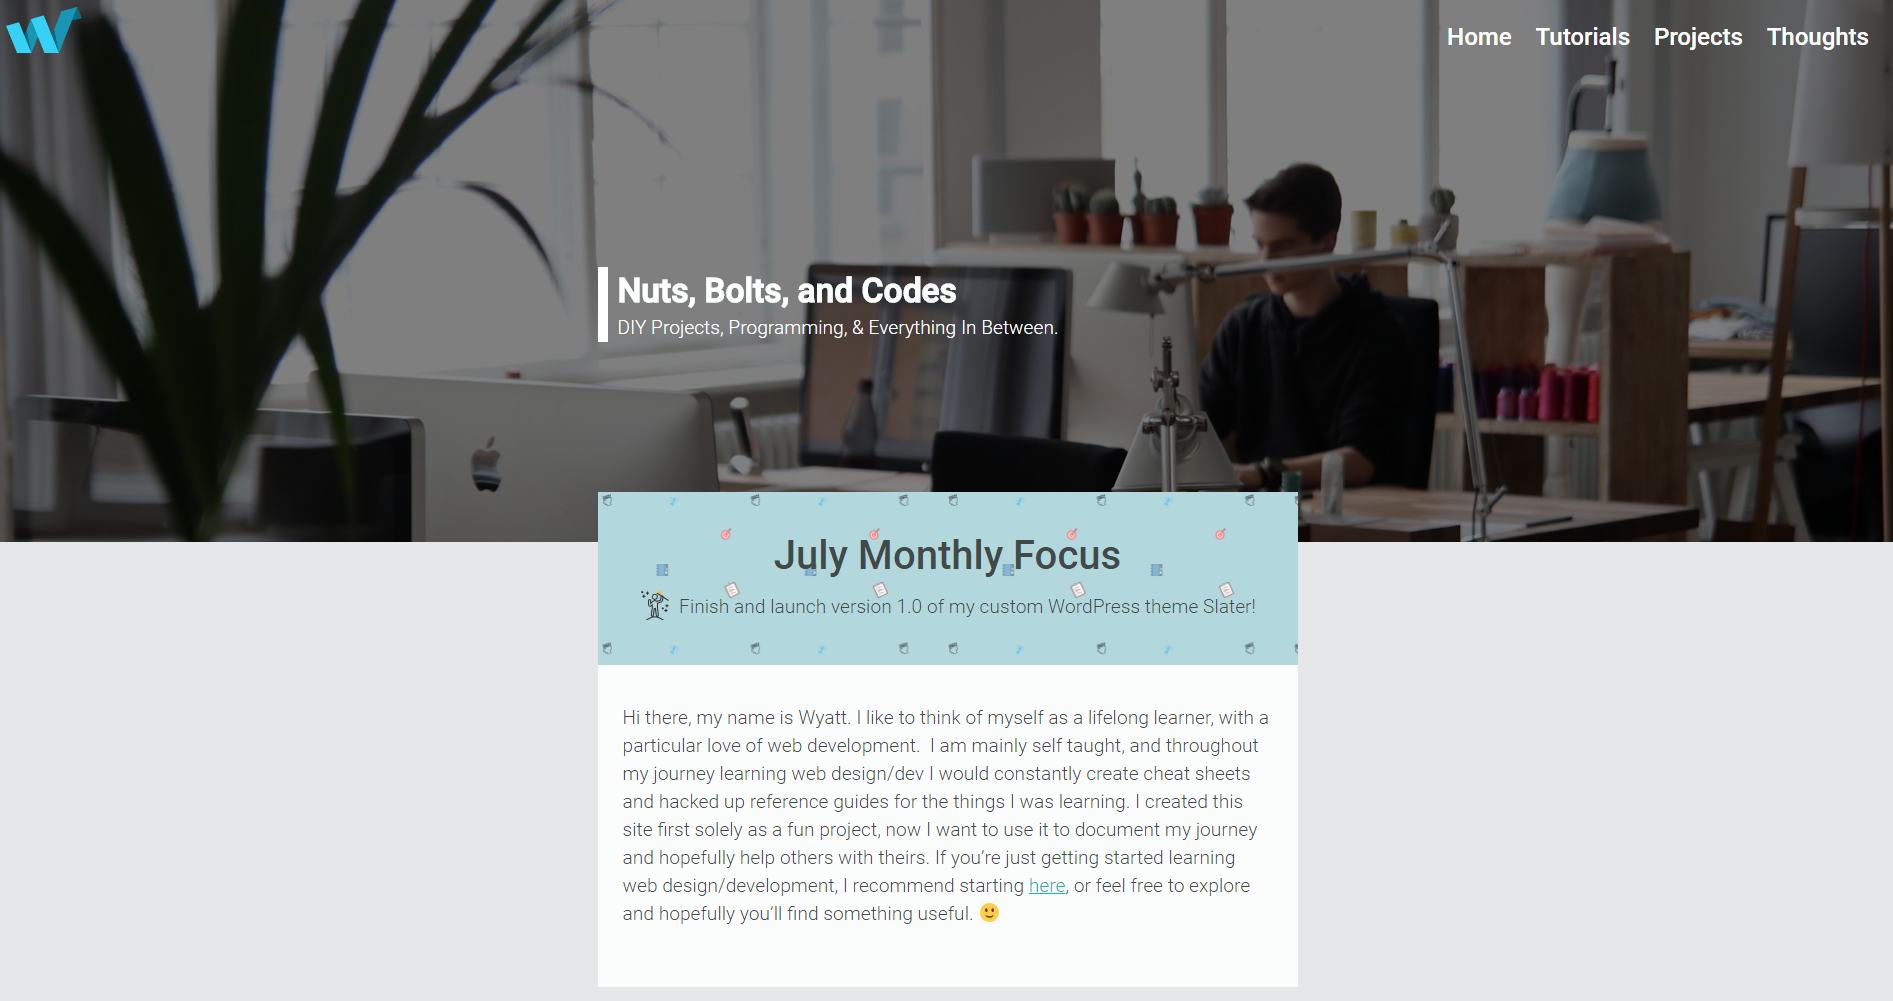 Home Tutorials Projects Thoughts
Nuts, Bolts, and Codes
DIY Projects, Programming, & Everything In Between.
July Monthly Focus
Finish and launch version 1.0 of my custom WordPress theme Slater!
Hi there, my name is Wyatt. I like to think of myself as a lifelong learner, with a
particular love of web development.  I am mainly self taught, and throughout
my journey learning web design/dev I would constantly create cheat sheets
and hacked up reference guides for the things I was learning. I created this
site first solely as a fun project, now I want to use it to document my journey
and hopefully help others with theirs. If you’re just getting started learning
web design/development, I recommend starting here, or feel free to explore
and hopefully you’ll find something useful. 🙂